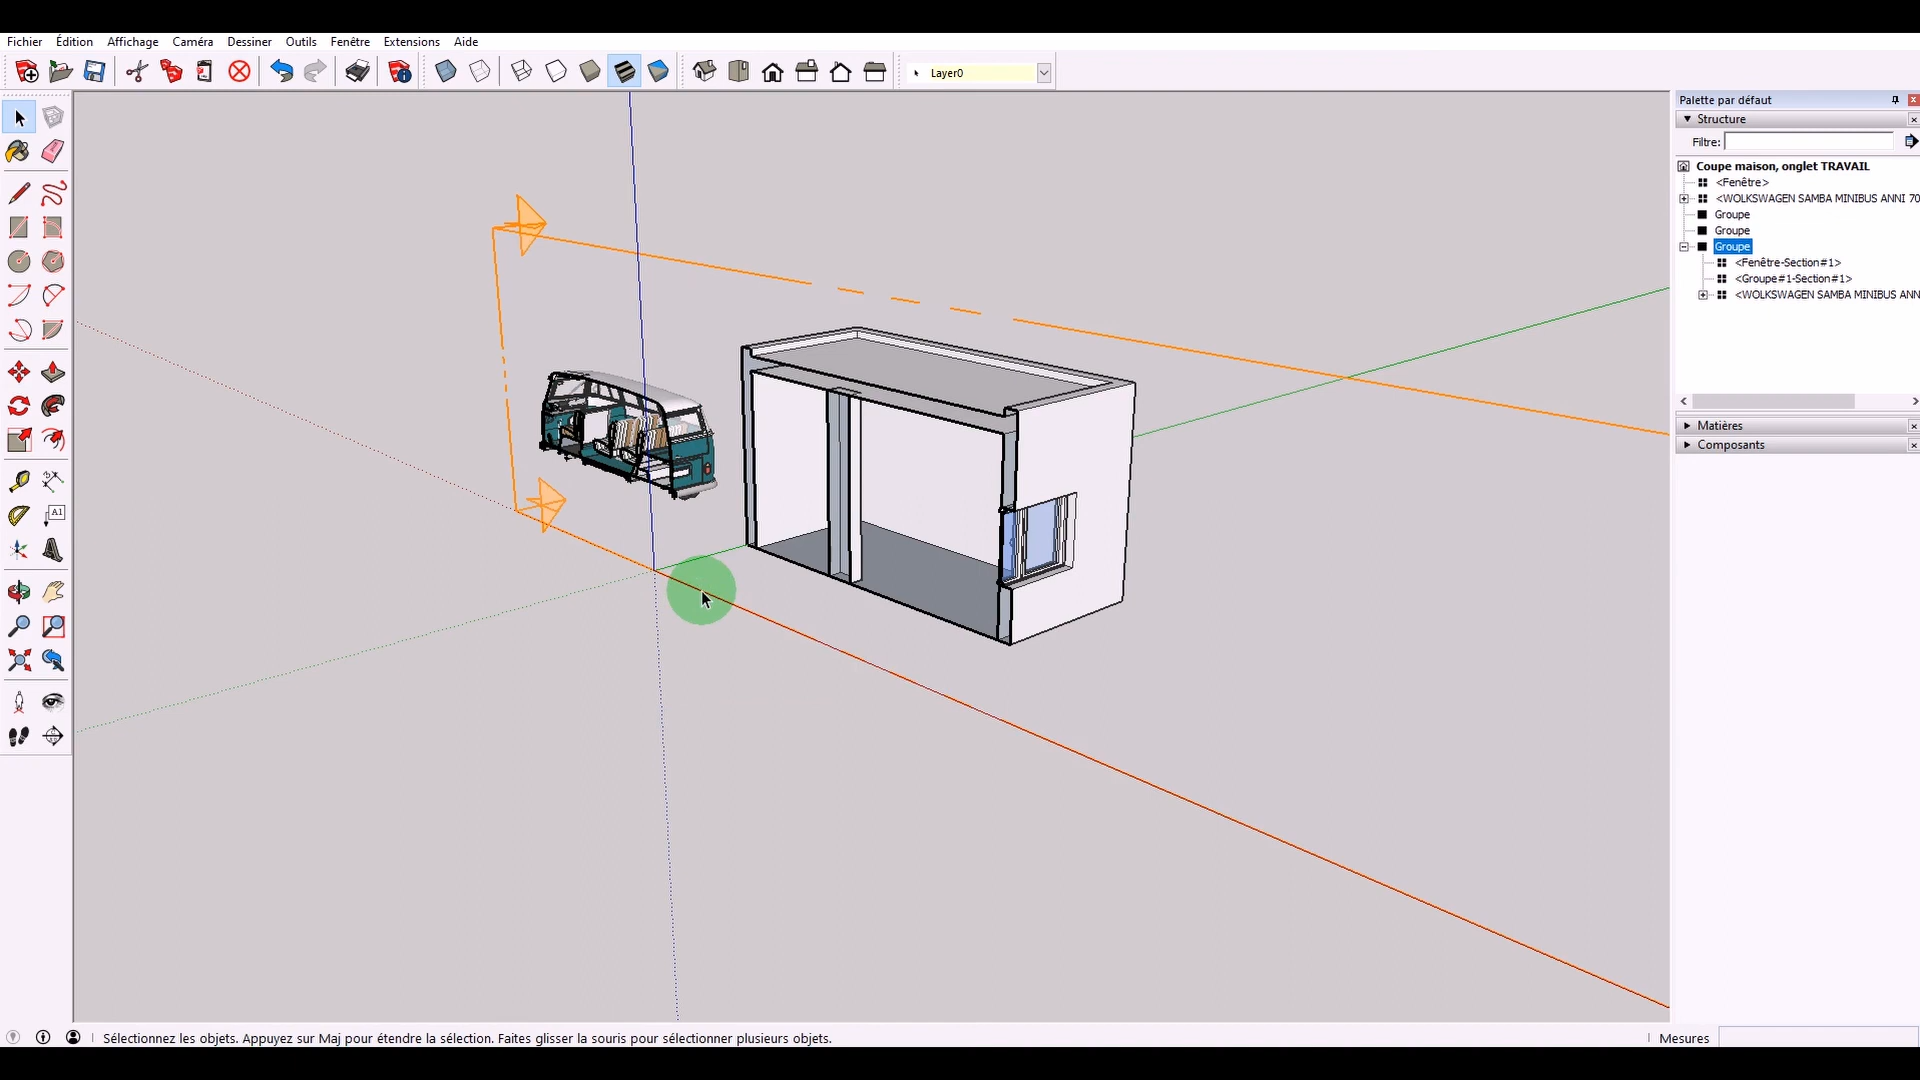 Fichier Édition Affichage Caméra Dessiner Outils Fenêtre Extensions Aide
Layer0
Palette par défaut
Structure
Filtre:
Coupe maison, onglet TRAVAIL
<Fenêtre>
<WOLKSWAGEN SAMBA MINIBUS ANNI 70
Groupe
Groupe
Groupe
<Fenêtre-Section#1>
<Groupe#1-Section#1>
<WOLKSWAGEN SAMBA MINIBUS ANN
Matières
Composants
A1
Sélectionnez les objets. Appuyez sur Maj pour étendre la sélection. Faites glisser la souris pour sélectionner plusieurs objets.
Mesures